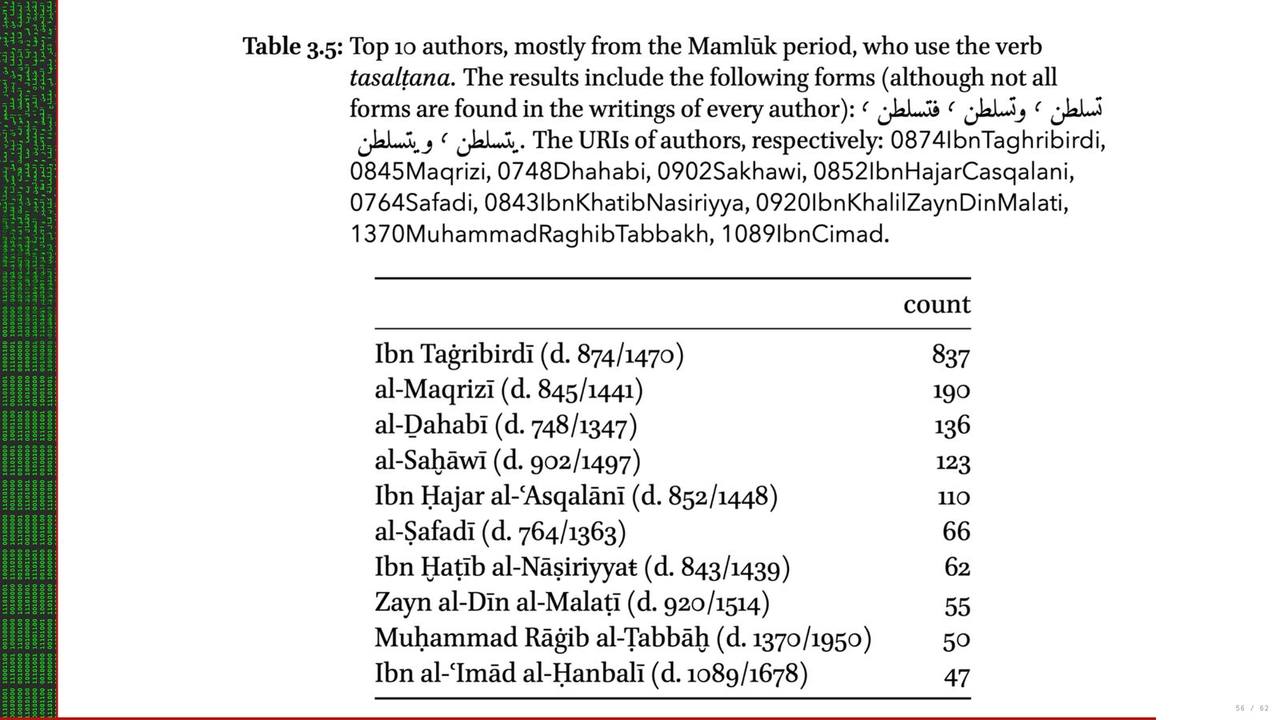 Table 3.5: Top 10 authors, mostly from the Mamlūk period, who use the verb
tasalṭana. The results include the following forms (although not all
forms are found in the writings of every author): تسلطن ، وتسلطن ، فتسلطن ،
يتسلطن ، ويتسلطن. The URIs of authors, respectively: 0874IbnTaghribirdi,
0845Maqrizi, 0748Dhahabi, 0902Sakhawi, 0852IbnHajarCasqalani,
0764Safadi, 0843IbnKhatibNasiriyya, 0920IbnKhalilZaynDinMalati,
1370MuhammadRaghibTabbakh, 1089IbnCimad.
count
Ibn Taġribirdī (d. 874/1470) 837
al-Maqrizī (d. 845/1441) 190
al-Ḏahabī (d. 748/1347) 136
al-Saḫāwī (d. 902/1497) 123
Ibn Ḥajar al-ʿAsqalānī (d. 852/1448) 110
al-Ṣafadī (d. 764/1363) 66
Ibn Ḫaṭīb al-Nāṣiriyyaŧ (d. 843/1439) 62
Zayn al-Dīn al-Malaṭī (d. 920/1514) 55
Muḥammad Rāġib al-Ṭabbāḫ (d. 1370/1950) 50
Ibn al-ʿImād al-Ḥanbalī (d. 1089/1678) 47
56 / 62